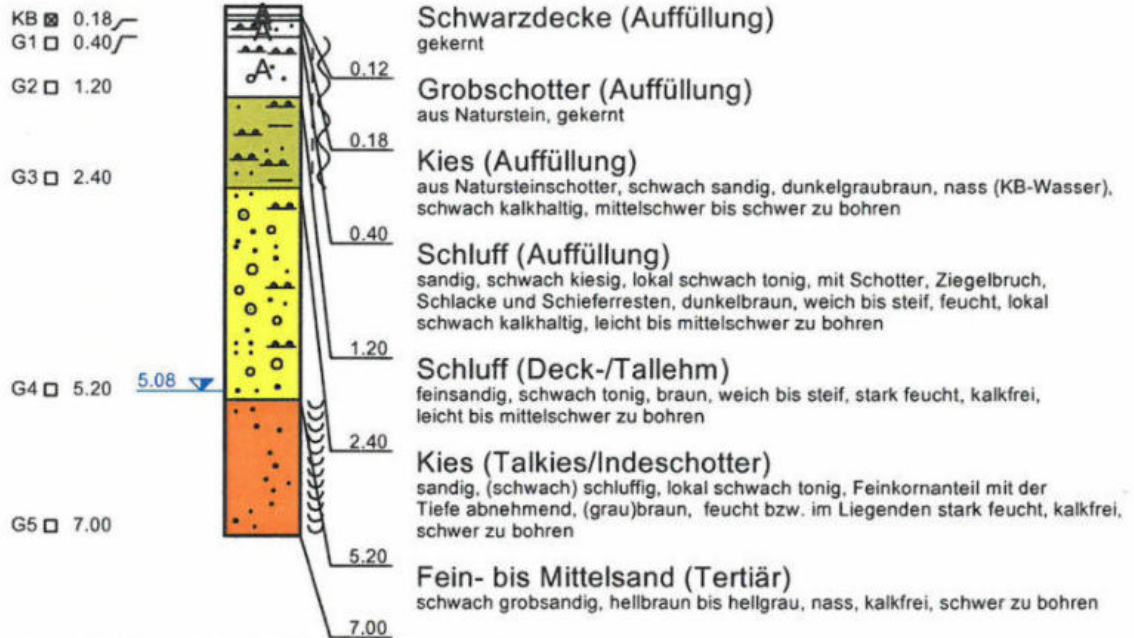 KB 0.18
G1 0.40
G2 1.20
G3 2.40
G4 5.20
G5 7.00
5.08
A
A
A
0.12
0.18
0.40
1.20
2.40
5.20
7.00
Schwarzdecke (Auffüllung)
gekernt
Grobschotter (Auffüllung)
aus Naturstein, gekernt
Kies (Auffüllung)
aus Natursteinschotter, schwach sandig, dunkelgraubraun, nass (KB-Wasser),
schwach kalkhaltig, mittelschwer bis schwer zu bohren
Schluff (Auffüllung)
sandig, schwach kiesig, lokal schwach tonig, mit Schotter, Ziegelbruch,
Schlacke und Schieferresten, dunkelbraun, weich bis steif, feucht, lokal
schwach kalkhaltig, leicht bis mittelschwer zu bohren
Schluff (Deck-/Tallehm)
feinsandig, schwach tonig, braun, weich bis steif, stark feucht, kalkfrei,
leicht bis mittelschwer zu bohren
Kies (Talkies/Indeschotter)
sandig, (schwach) schluffig, lokal schwach tonig, Feinkornanteil mit der
Tiefe abnehmend, (grau)braun, feucht bzw. im Liegenden stark feucht, kalkfrei,
schwer zu bohren
Fein- bis Mittelsand (Tertiär)
schwach grobsandig, hellbraun bis hellgrau, nass, kalkfrei, schwer zu bohren